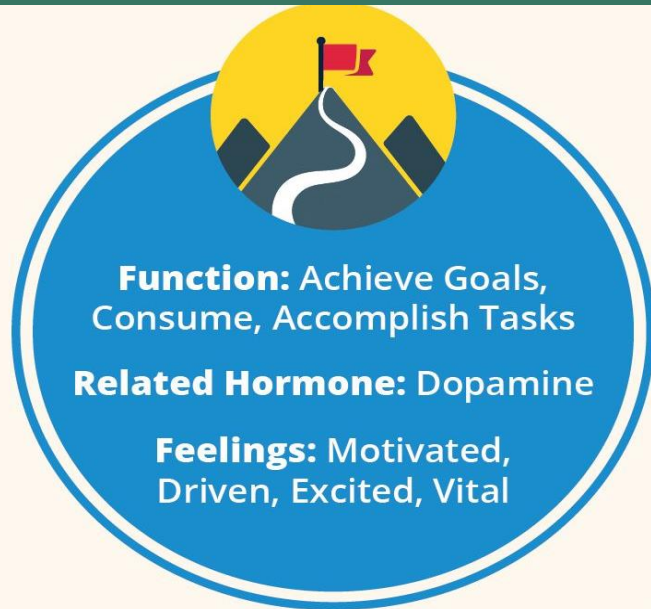 Function: Achieve Goals,
Consume, Accomplish Tasks
Related Hormone: Dopamine
Feelings: Motivated,
Driven, Excited, Vital